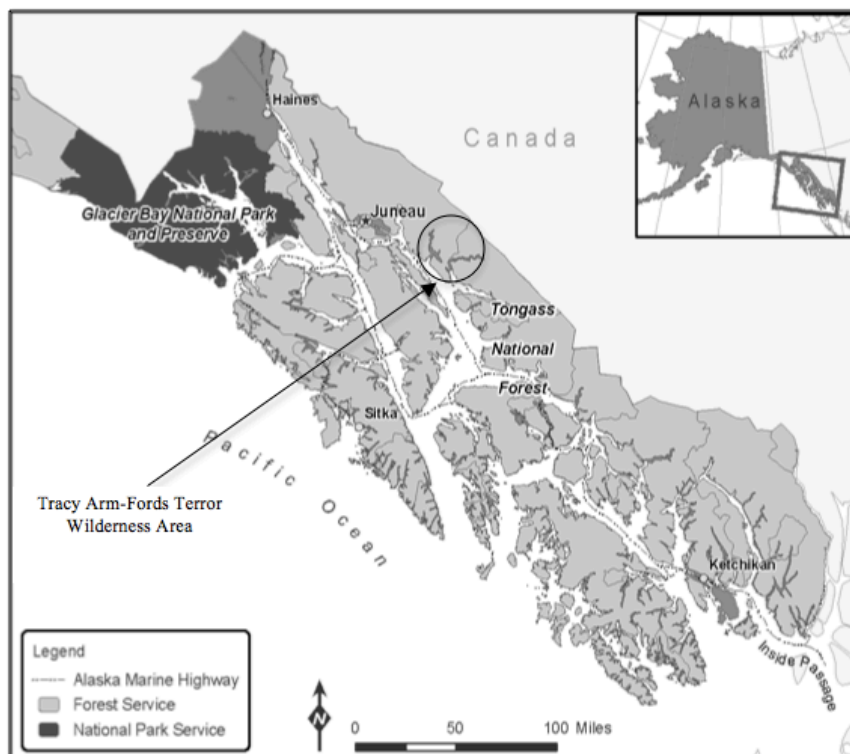 Alaska
Haines
Canada
Glacier Bay National Park
and Preserve
Juneau
Tongass
National
Forest
Sitka
Pacific Ocean
Tracy Arm-Fords Terror
Wilderness Area
Ketchikan
Inside Passage
Legend
Alaska Marine Highway
Forest Service
National Park Service
N
0 50 100 Miles